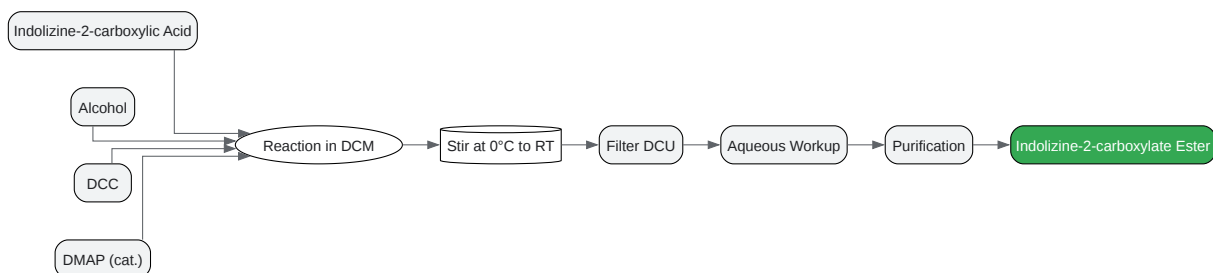 Indolizine-2-carboxylic Acid
Alcohol
DCC
DMAP (cat.)
Reaction in DCM
Stir at 0°C to RT
Filter DCU
Aqueous Workup
Purification
Indolizine-2-carboxylate Ester